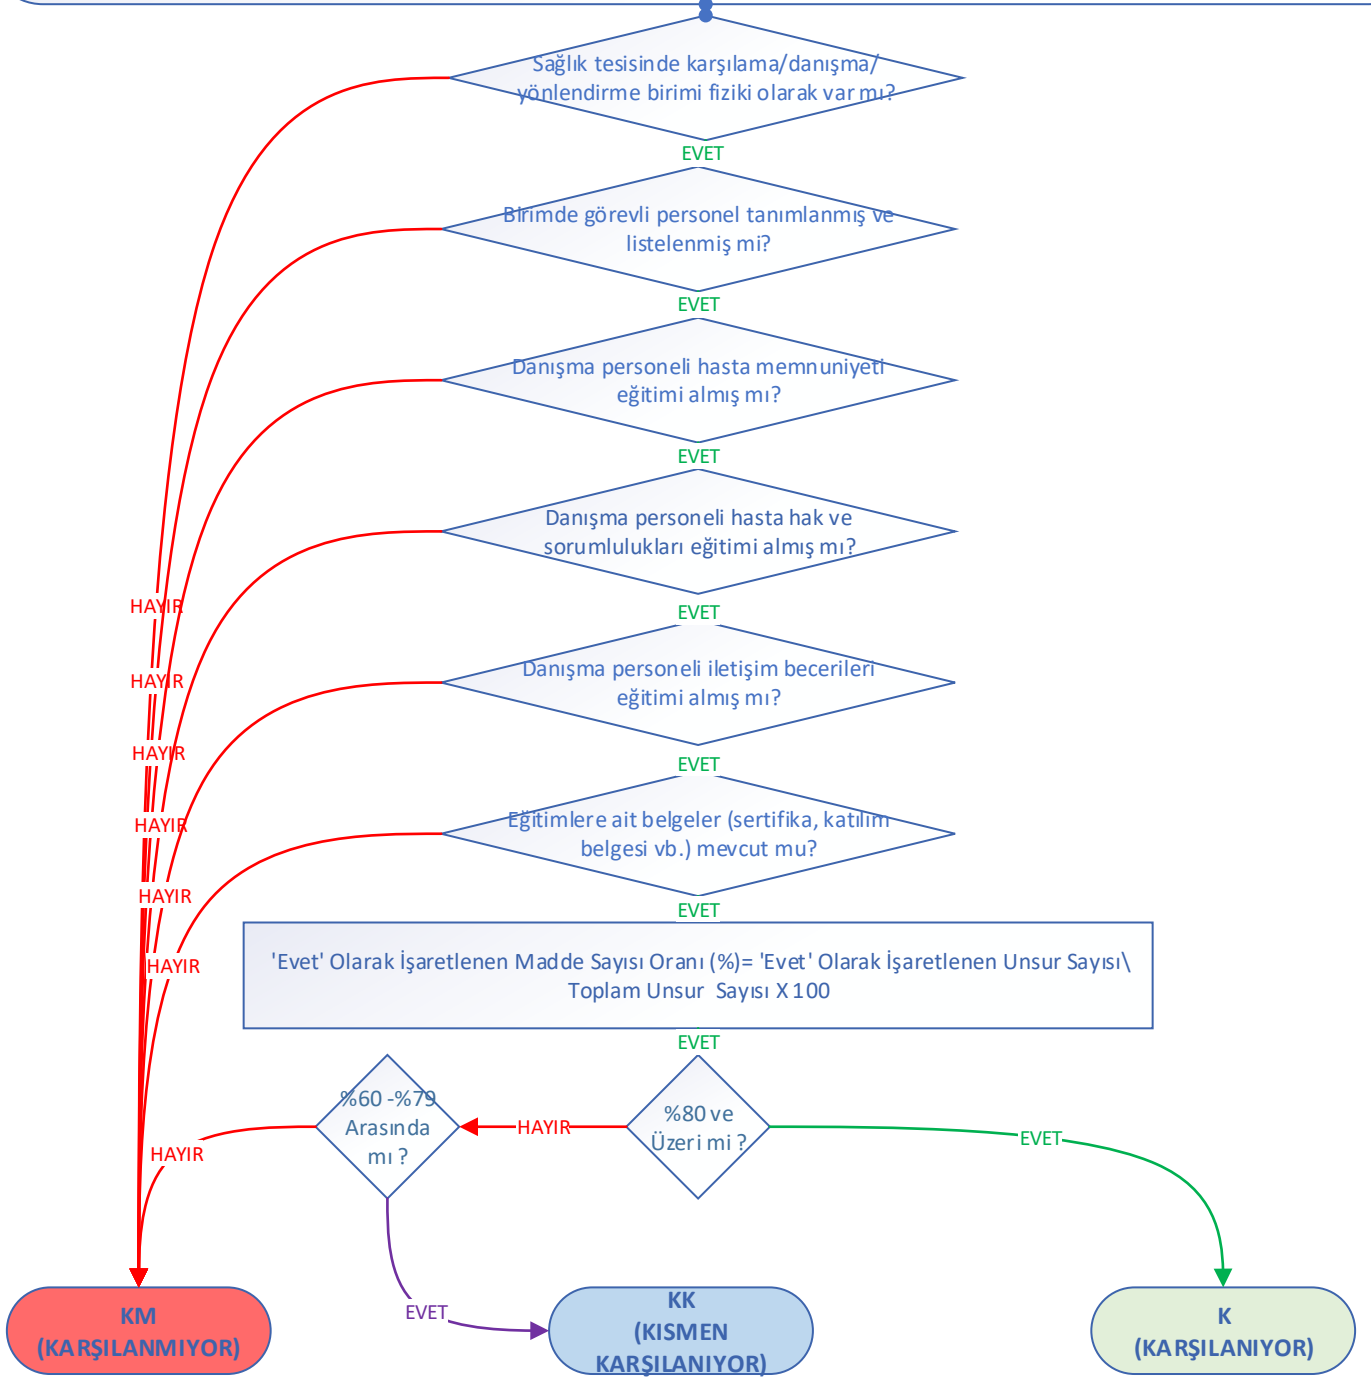 Sağlık tesisinde karşılama/danışma/
yönlendirme birimi fiziki olarak var mı?
EVET
Birimde görevli personel tanımlanmış ve
listelenmiş mi?
EVET
Danışma personeli hasta memnuniyeti
eğitimi almış mı?
EVET
Danışma personeli hasta hak ve
sorumlulukları eğitimi almış mı?
HAYIR
EVET
Danışma personeli iletişim becerileri
eğitimi almış mı?
HAYIR
HAYIR
EVET
Eğitimlere ait belgeler (sertifika, katılım
belgesi vb.) mevcut mu?
HAYIR
HAYIR
EVET
'Evet' Olarak İşaretlenen Madde Sayısı Oranı (%)= 'Evet' Olarak İşaretlenen Unsur Sayısı\
Toplam Unsur Sayısı X 100
HAYIR
EVET
%60 -%79
Arasında
mı ?
HAYIR
%80 ve
Üzeri mi ?
EVET
HAYIR
EVET
KM
(KARŞILANMIYOR)
KK
(KISMEN
KARŞILANIYOR)
K
(KARŞILANIYOR)